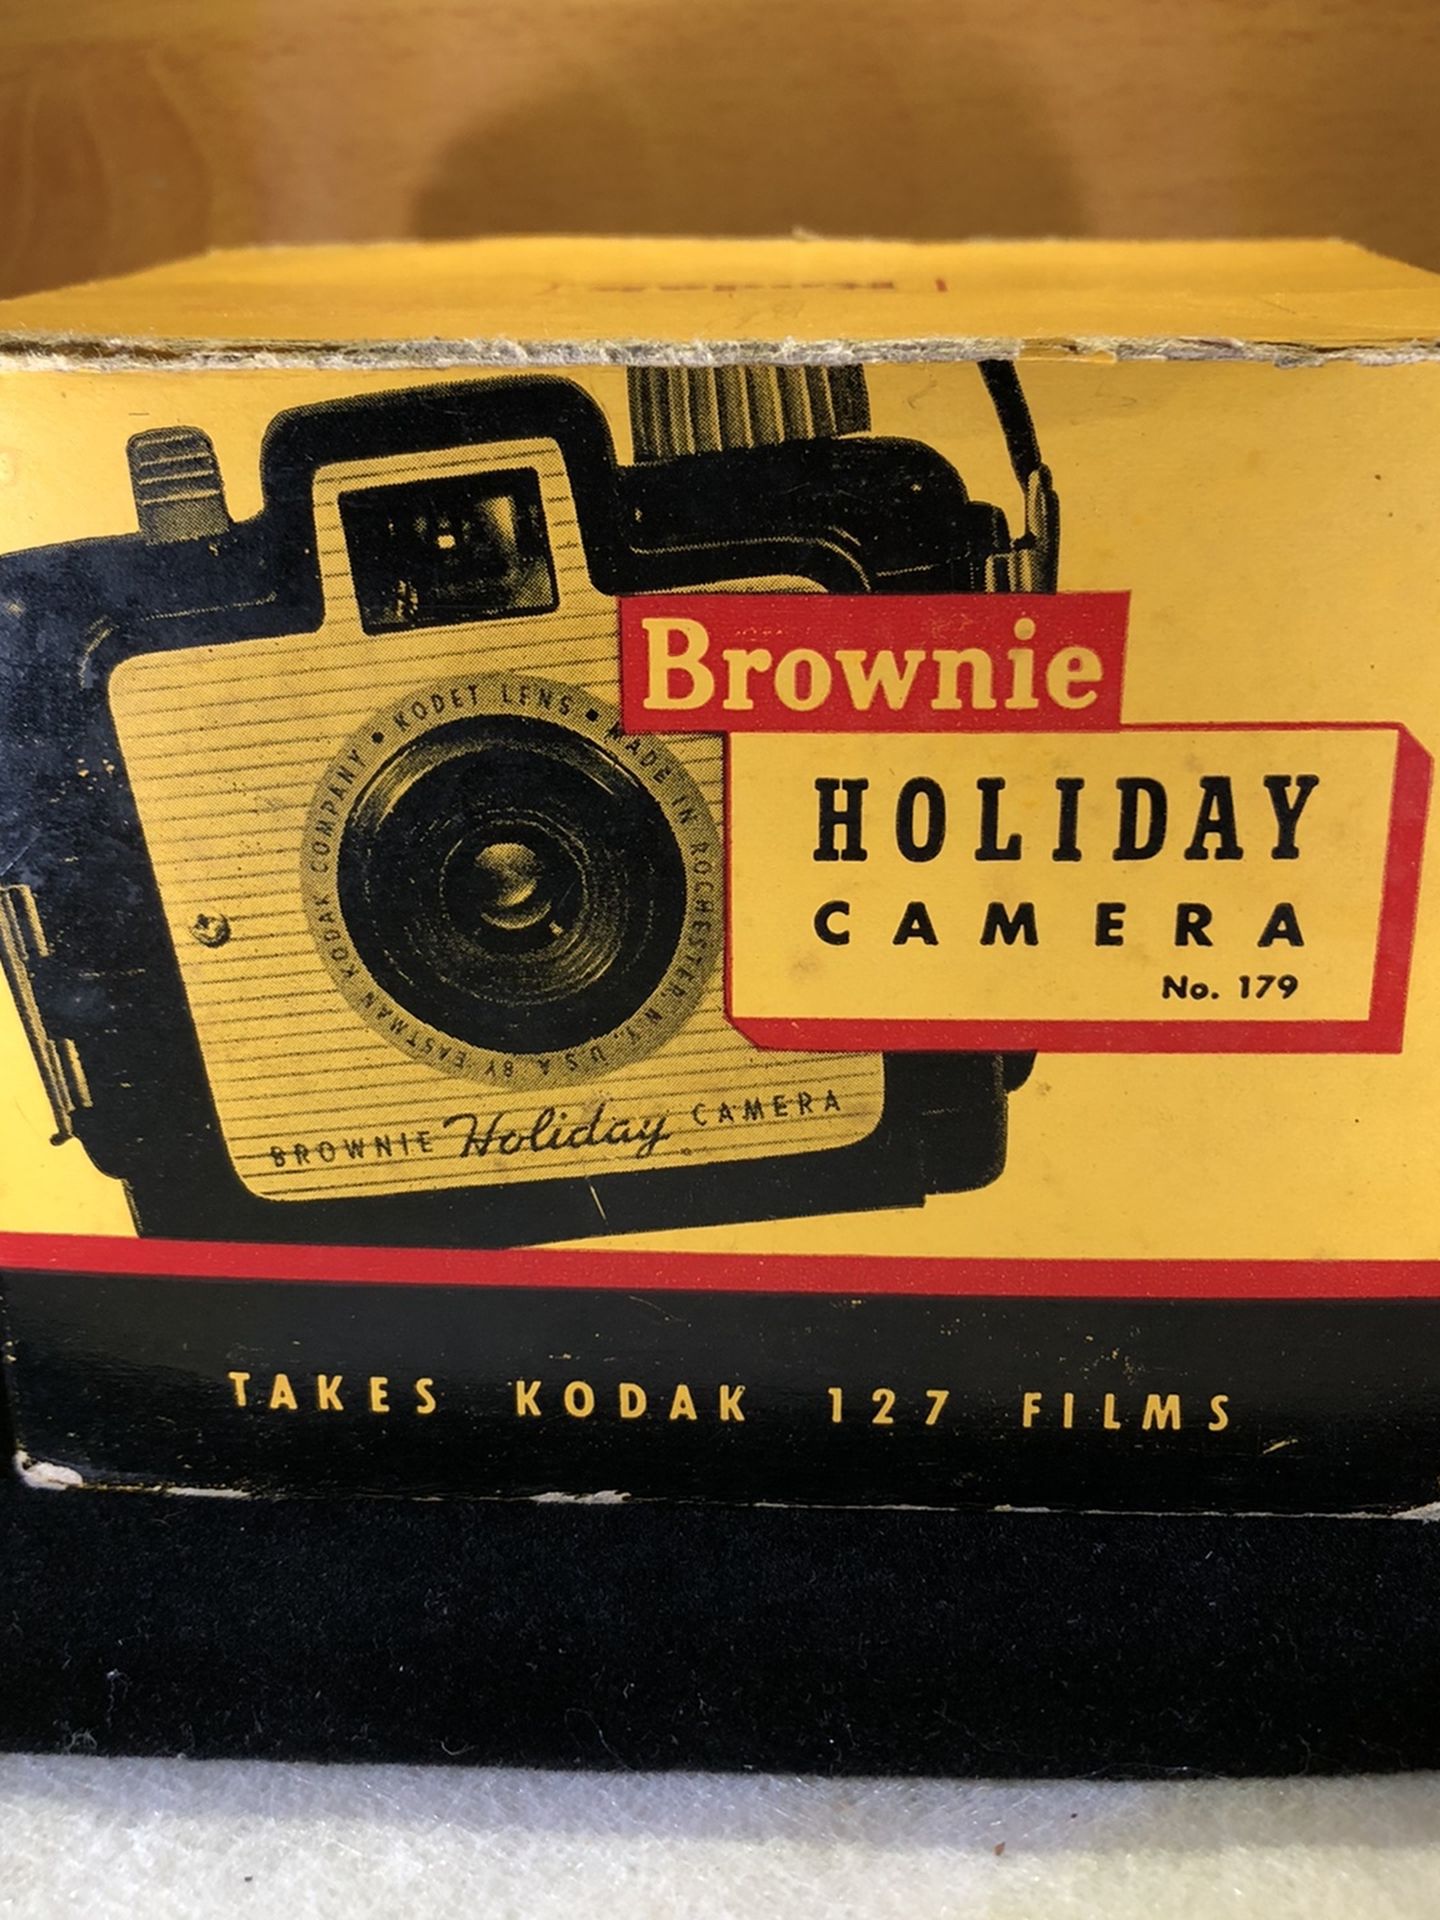 Brownie
HOLIDAY
CAMERA
No. 179
KODET LENS • MADE IN ROCHESTER, N.Y., U.S.A. BY EASTMAN KODAK COMPANY •
BROWNIE Holiday CAMERA
TAKES KODAK 127 FILMS